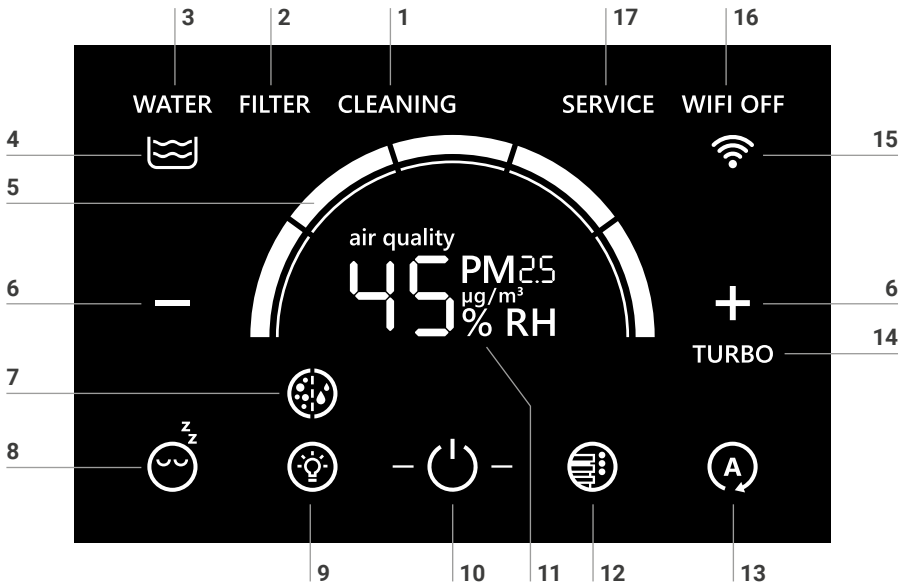 3 2 1 17 16
WATER FILTER CLEANING SERVICE WIFI OFF
4 15
5
air quality
45 PM2.5
µg/m³
% RH
6 6
TURBO 14
7
z
z
8
A
9 10 11 12 13